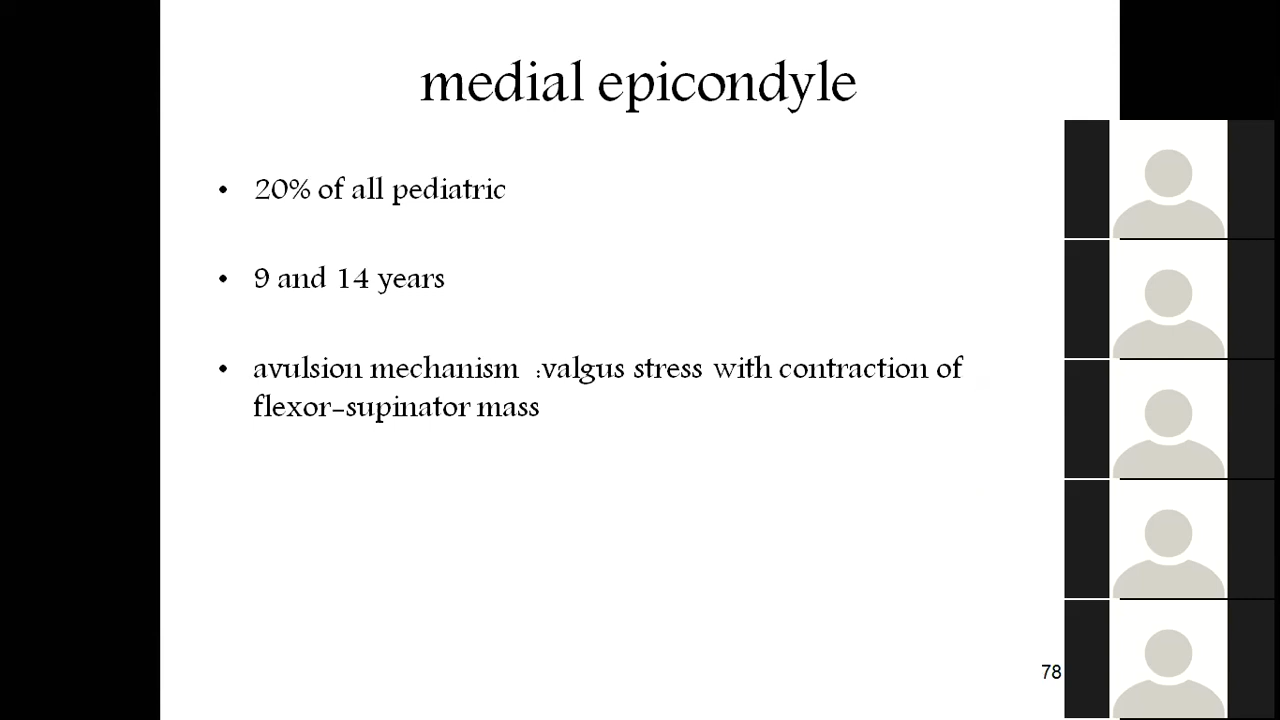 medial epicondyle
• 20% of all pediatric
• 9 and 14 years
• avulsion mechanism :valgus stress with contraction of
flexor-supinator mass
78